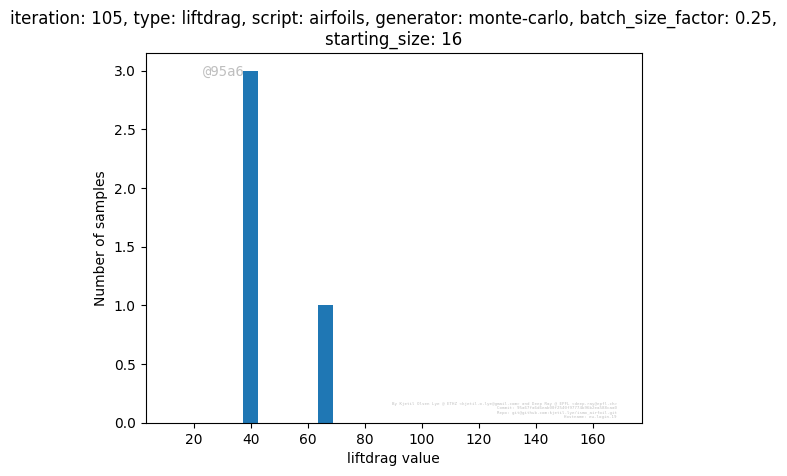 iteration: 105, type: liftdrag, script: airfoils, generator: monte-carlo, batch_size_factor: 0.25,
starting_size: 16
@95a6
3.0
2.5
2.0
1.5
1.0
0.5
0.0
Number of samples
20 40 60 80 100 120 140 160
liftdrag value